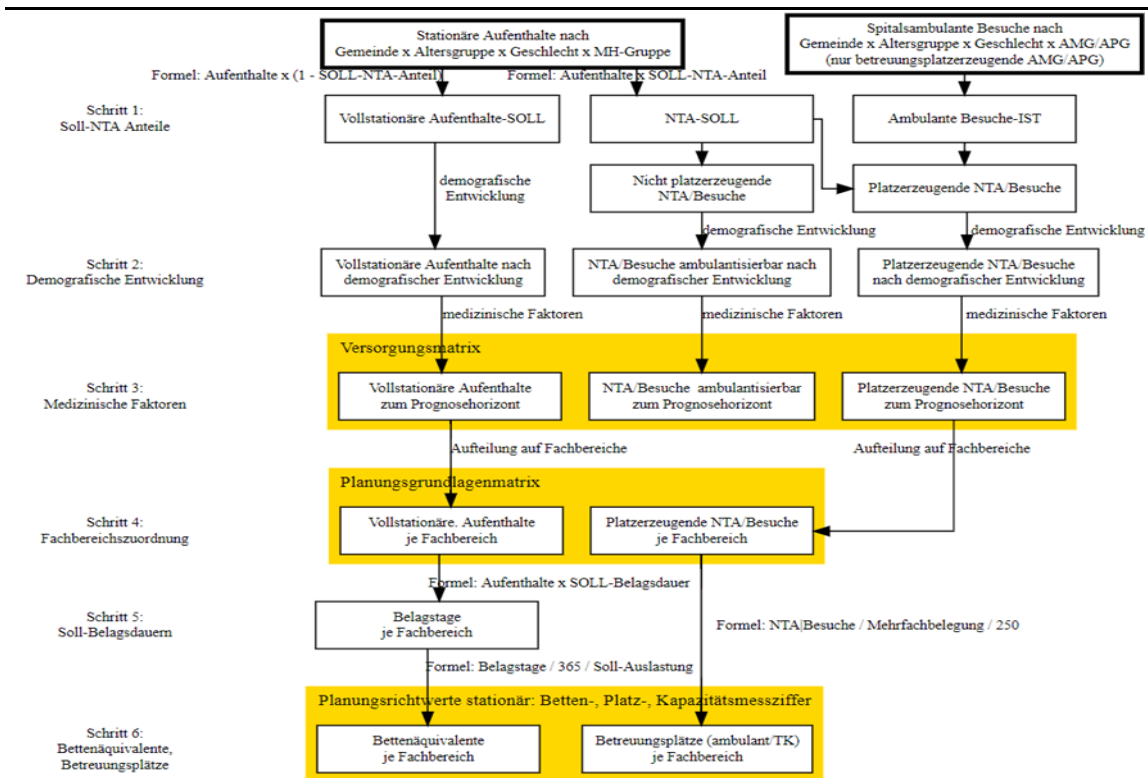 Stationäre Aufenthalte nach
Gemeinde x Altersgruppe x Geschlecht x MH-Gruppe
Spitalsambulante Besuche nach
Gemeinde x Altersgruppe x Geschlecht x AMG/APG
(nur betreuungsplatzerzeugende AMG/APG)
Formel: Aufenthalte x (1 - SOLL-NTA-Anteil)
Formel: Aufenthalte x SOLL-NTA-Anteil
Schritt 1:
Soll-NTA Anteile
Vollstationäre Aufenthalte-SOLL
NTA-SOLL
Ambulante Besuche-IST
demografische
Entwicklung
Nicht platzerzeugende
NTA/Besuche
Platzerzeugende NTA/Besuche
demografische Entwicklung
demografische Entwicklung
Schritt 2:
Demografische Entwicklung
Vollstationäre Aufenthalte nach
demografischer Entwicklung
NTA/Besuche ambulantisierbar nach
demografischer Entwicklung
Platzerzeugende NTA/Besuche
nach demografischer Entwicklung
medizinische Faktoren
medizinische Faktoren
medizinische Faktoren
Versorgungsmatrix
Schritt 3:
Medizinische Faktoren
Vollstationäre Aufenthalte
zum Prognosehorizont
NTA/Besuche ambulantisierbar
zum Prognosehorizont
Platzerzeugende NTA/Besuche
zum Prognosehorizont
Aufteilung auf Fachbereiche
Aufteilung auf Fachbereiche
Planungsgrundlagenmatrix
Schritt 4:
Fachbereichszuordnung
Vollstationäre. Aufenthalte
je Fachbereich
Platzerzeugende NTA/Besuche
je Fachbereich
Formel: Aufenthalte x SOLL-Belagsdauer
Schritt 5:
Soll-Belagsdauern
Belagstage
je Fachbereich
Formel: NTA|Besuche / Mehrfachbelegung / 250
Formel: Belagstage / 365 / Soll-Auslastung
Planungsrichtwerte stationär: Betten-, Platz-, Kapazitätsmessziffer
Schritt 6:
Bettenäquivalente,
Betreuungsplätze
Bettenäquivalente
je Fachbereich
Betreuungsplätze (ambulant/TK)
je Fachbereich